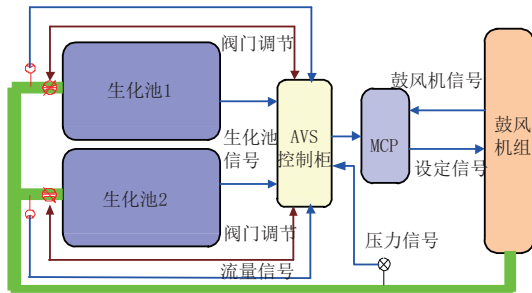 阀门调节
生化池1
生化池
信号
AVS
控制柜
MCP
鼓风机信号
设定信号
鼓风
机组
生化池2
阀门调节
流量信号
压力信号